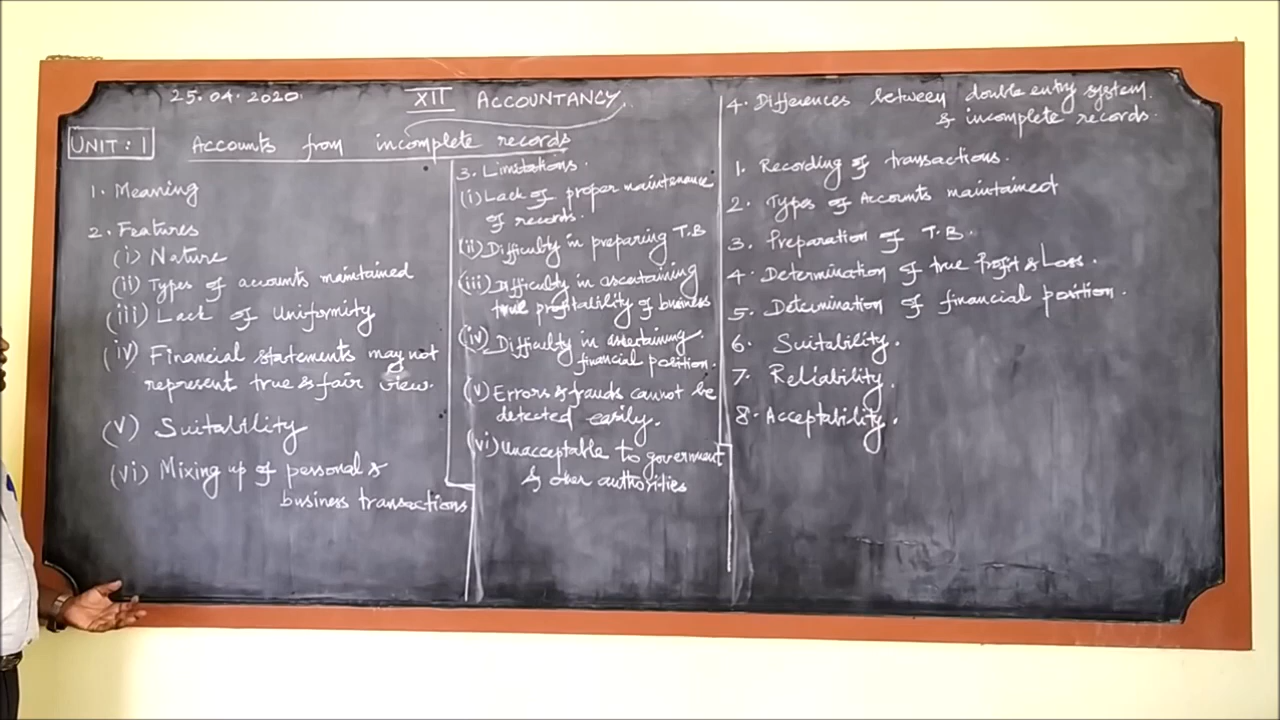 25.04.2020.
XII ACCOUNTANCY
UNIT : 1
Accounts from incomplete records
1. Meaning
2. Features
(i) Nature
(ii) Types of accounts maintained
(iii) Lack of Uniformity
(iv) Financial statements may not
represent true & fair view.
(v) Suitability
(vi) Mixing up of personal &
business transactions
3. Limitations.
(i) Lack of proper maintenance
of records.
(ii) Difficulty in preparing T.B
(iii) Difficulty in ascertaining
true profitability of business
(iv) Difficulty in ascertaining
financial position.
(v) Errors & frauds cannot be
detected easily.
(vi) Unacceptable to government
& other authorities
4. Differences between double entry system
& incomplete records.
1. Recording of transactions.
2. Types of Accounts maintained
3. Preparation of T.B.
4. Determination of true Profit & Loss.
5. Determination of financial position.
6. Suitability.
7. Reliability.
8. Acceptability.